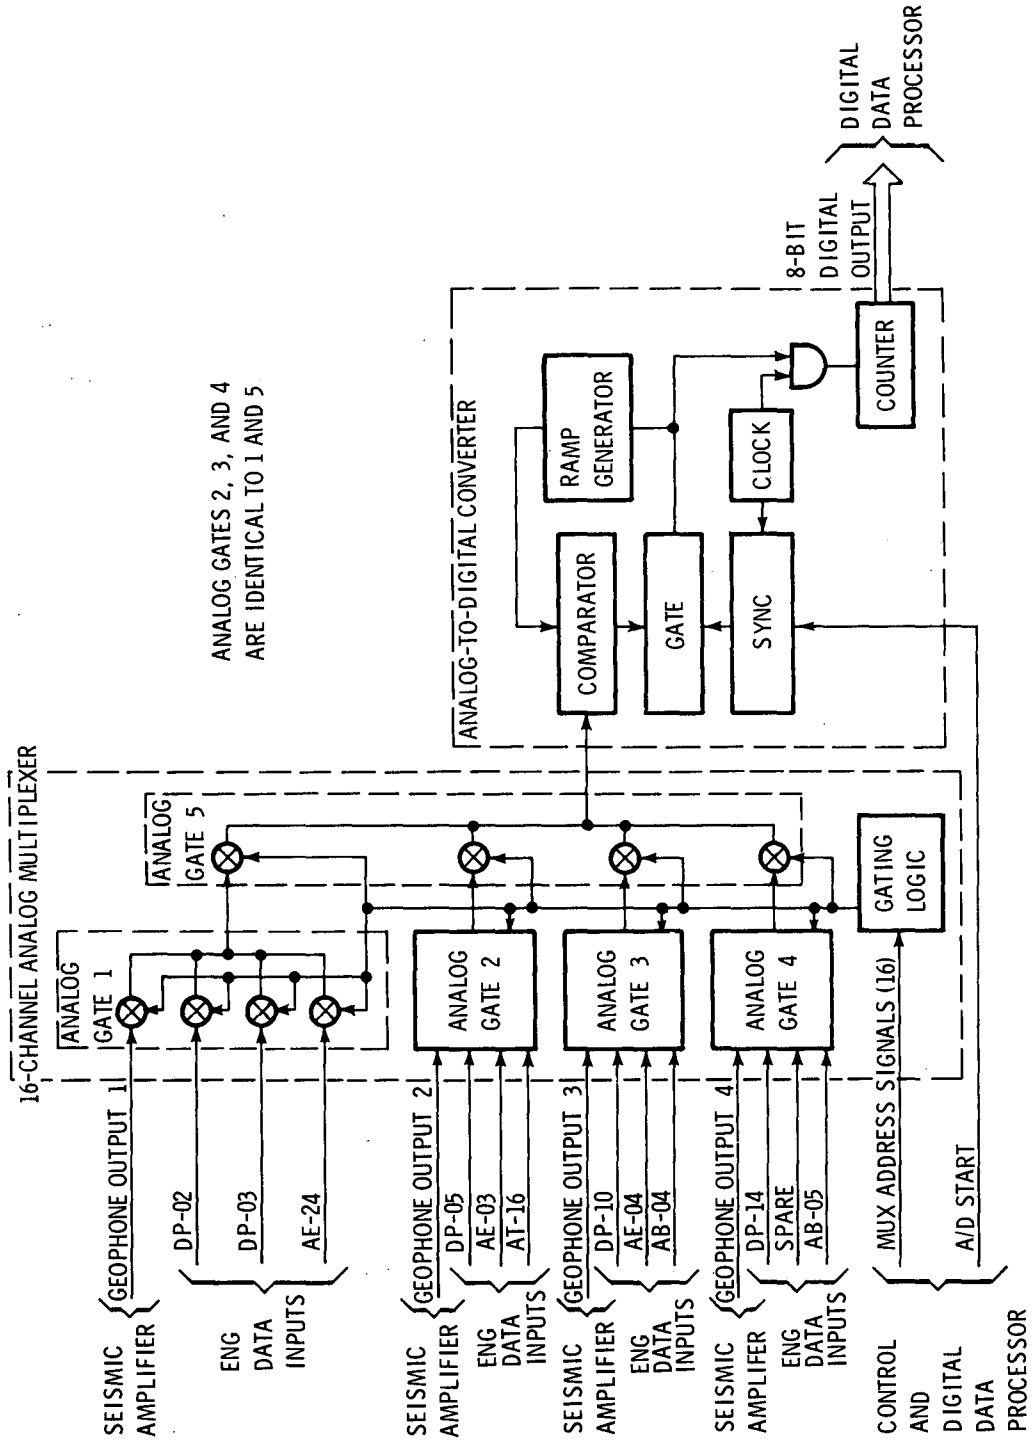 16-CHANNEL ANALOG MULTIPLEXER
SEISMIC
AMPLIFIER
GEOPHONE OUTPUT 1
ENG
DATA
INPUTS
DP-02
DP-03
AE-24
ANALOG
GATE 1
ANALOG
GATE 5
SEISMIC
AMPLIFIER
GEOPHONE OUTPUT 2
ENG
DATA
INPUTS
DP-05
AE-03
AT-16
ANALOG
GATE 2
SEISMIC
AMPLIFIER
GEOPHONE OUTPUT 3
ENG
DATA
INPUTS
DP-10
AE-04
AB-04
ANALOG
GATE 3
SEISMIC
AMPLIFER
GEOPHONE OUTPUT 4
ENG
DATA
INPUTS
DP-14
SPARE
AB-05
ANALOG
GATE 4
CONTROL
AND
DIGITAL
DATA
PROCESSOR
MUX ADDRESS SIGNALS (16)
A/D START
GATING
LOGIC
ANALOG GATES 2, 3, AND 4
ARE IDENTICAL TO 1 AND 5
ANALOG-TO-DIGITAL CONVERTER
COMPARATOR
RAMP
GENERATOR
GATE
SYNC
CLOCK
COUNTER
8-BIT
DIGITAL
OUTPUT
DIGITAL
DATA
PROCESSOR